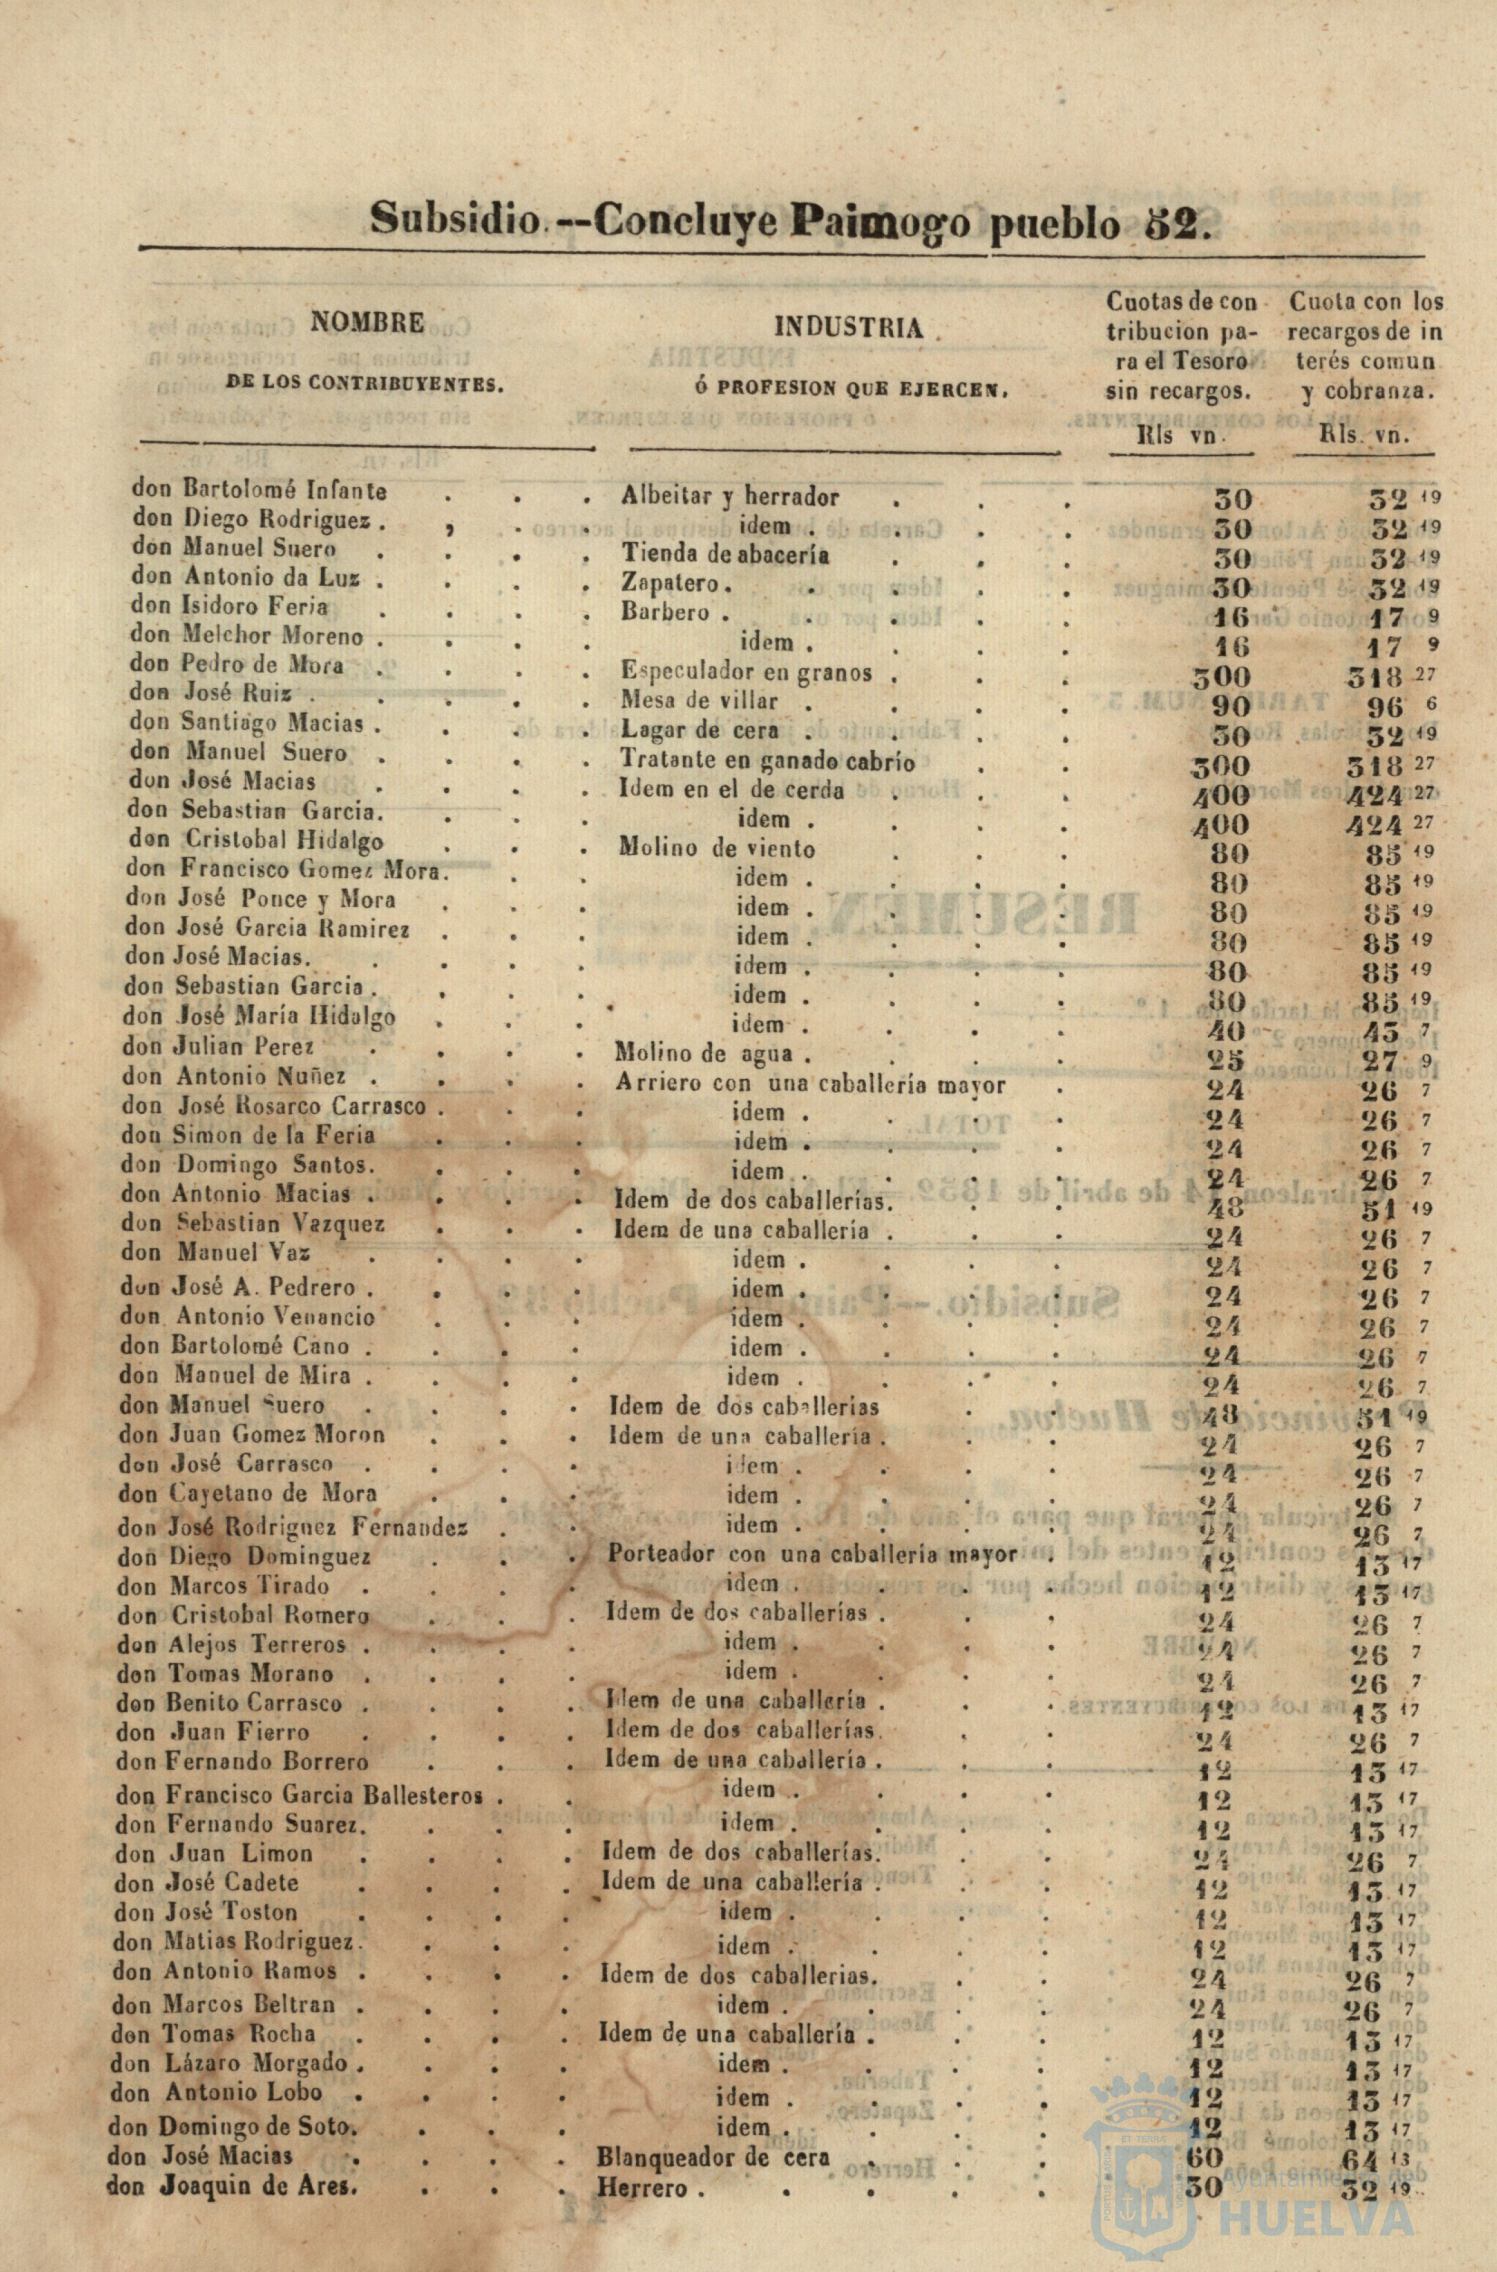 Subsidio.--Concluye Paimogo pueblo 52.
NOMBRE
DE LOS CONTRIBUYENTES.
INDUSTRIA
Ó PROFESION QUE EJERCEN.
Cuotas de con
tribucion pa-
ra el Tesoro
sin recargos.
Rls vn.
Cuota con los
recargos de in
terés comun
y cobranza.
Rls. vn.
don Bartolomé Infante . . . Albeitar y herrador . . . 30 32 19
don Diego Rodriguez . , . . idem . . . . 30 32 19
don Manuel Suero . . . . Tienda de abacería . . . 30 32 19
don Antonio da Luz . . . . Zapatero . . . . . 30 32 19
don Isidoro Feria . . . . Barbero . . . . . 16 17 9
don Melchor Moreno . . . . idem . . . . 16 17 9
don Pedro de Mora . . . . Especulador en granos . . . 300 318 27
don José Ruiz . . . . . Mesa de villar . . . . 90 96 6
don Santiago Macias . . . . Lagar de cera . . . . 30 32 19
don Manuel Suero . . . . Tratante en ganado cabrío . . 300 318 27
don José Macias . . . . Idem en el de cerda . . . 400 424 27
don Sebastian Garcia. . . . idem . . . . 400 424 27
don Cristobal Hidalgo . . . Molino de viento . . . 80 85 19
don Francisco Gomez Mora. . . idem . . . . 80 85 19
don José Ponce y Mora . . . idem . . . . 80 85 19
don José Garcia Ramirez . . . idem . . . . 80 85 19
don José Macias. . . . . idem . . . . 80 85 19
don Sebastian Garcia . . . . idem . . . . 80 85 19
don José María Hidalgo . . . idem . . . . 40 43 7
don Julian Perez . . . . Molino de agua . . . . 25 27 9
don Antonio Nuñez . . . . Arriero con una caballería mayor . 24 26 7
don José Rosarco Carrasco . . . idem . . . . 24 26 7
don Simon de la Feria . . . idem . . . . 24 26 7
don Domingo Santos. . . . idem . . . . 24 26 7
don Antonio Macias . . . . Idem de dos caballerías. . . 48 51 19
don Sebastian Vazquez . . . Idem de una caballería . . . 24 26 7
don Manuel Vaz . . . . idem . . . . 24 26 7
don José A. Pedrero . . . . idem . . . . 24 26 7
don Antonio Venancio . . . idem . . . . 24 26 7
don Bartolomé Cano . . . . idem . . . . 24 26 7
don Manuel de Mira . . . . idem . . . . 24 26 7
don Manuel Suero . . . . Idem de dos caballerías . . 48 51 19
don Juan Gomez Moron . . . Idem de una caballería . . . 24 26 7
don José Carrasco . . . . idem . . . . 24 26 7
don Cayetano de Mora . . . idem . . . . 24 26 7
don José Rodriguez Fernandez . . idem . . . . 24 26 7
don Diego Dominguez . . . Porteador con una caballería mayor . 12 13 17
don Marcos Tirado . . . . idem . . . . 12 13 17
don Cristobal Romero . . . Idem de dos caballerías . . . 24 26 7
don Alejos Terreros . . . . idem . . . . 24 26 7
don Tomas Morano . . . . idem . . . . 24 26 7
don Benito Carrasco . . . . Idem de una caballería . . . 12 13 17
don Juan Fierro . . . . Idem de dos caballerías. . . 24 26 7
don Fernando Borrero . . . Idem de una caballería . . . 12 13 17
don Francisco Garcia Ballesteros . . idem . . . . 12 13 17
don Fernando Suarez. . . . idem . . . . 12 13 17
don Juan Limon . . . . Idem de dos caballerías. . . 24 26 7
don José Cadete . . . . Idem de una caballería . . . 12 13 17
don José Toston . . . . idem . . . . 12 13 17
don Matias Rodriguez. . . . idem . . . . 12 13 17
don Antonio Ramos . . . . Idem de dos caballerias. . . 24 26 7
don Marcos Beltran . . . . idem . . . . 24 26 7
don Tomas Rocha . . . . Idem de una caballería . . . 12 13 17
don Lázaro Morgado . . . . idem . . . . 12 13 17
don Antonio Lobo . . . . idem . . . . 12 13 17
don Domingo de Soto. . . . idem . . . . 12 13 17
don José Macias . . . . Blanqueador de cera . . . 60 64 13
don Joaquin de Ares. . . . Herrero . . . . . 30 32 19
Ayuntamiento
HUELVA